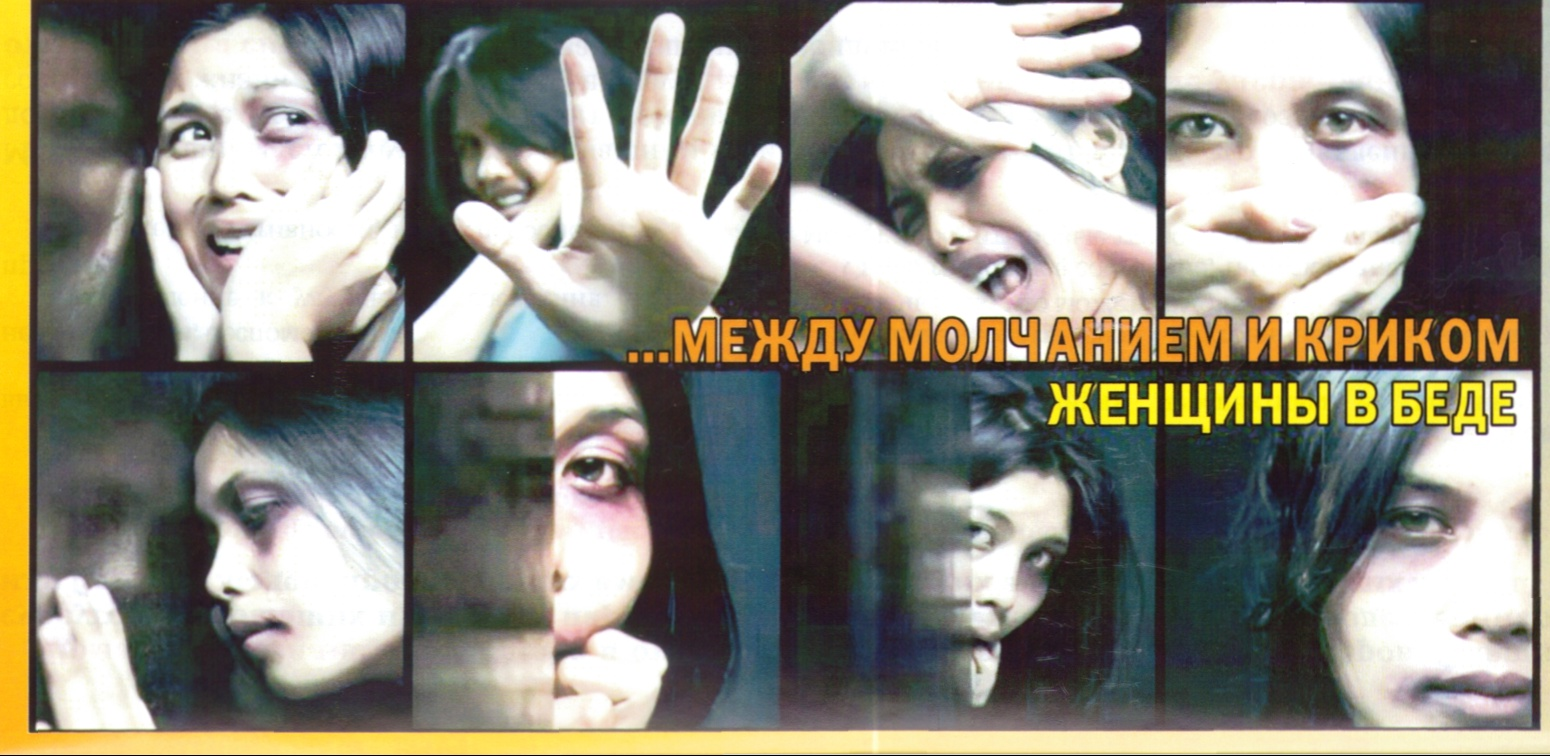 ...МЕЖДУ МОЛЧАНИЕМ И КРИКОМ
ЖЕНЩИНЫ В БЕДЕ